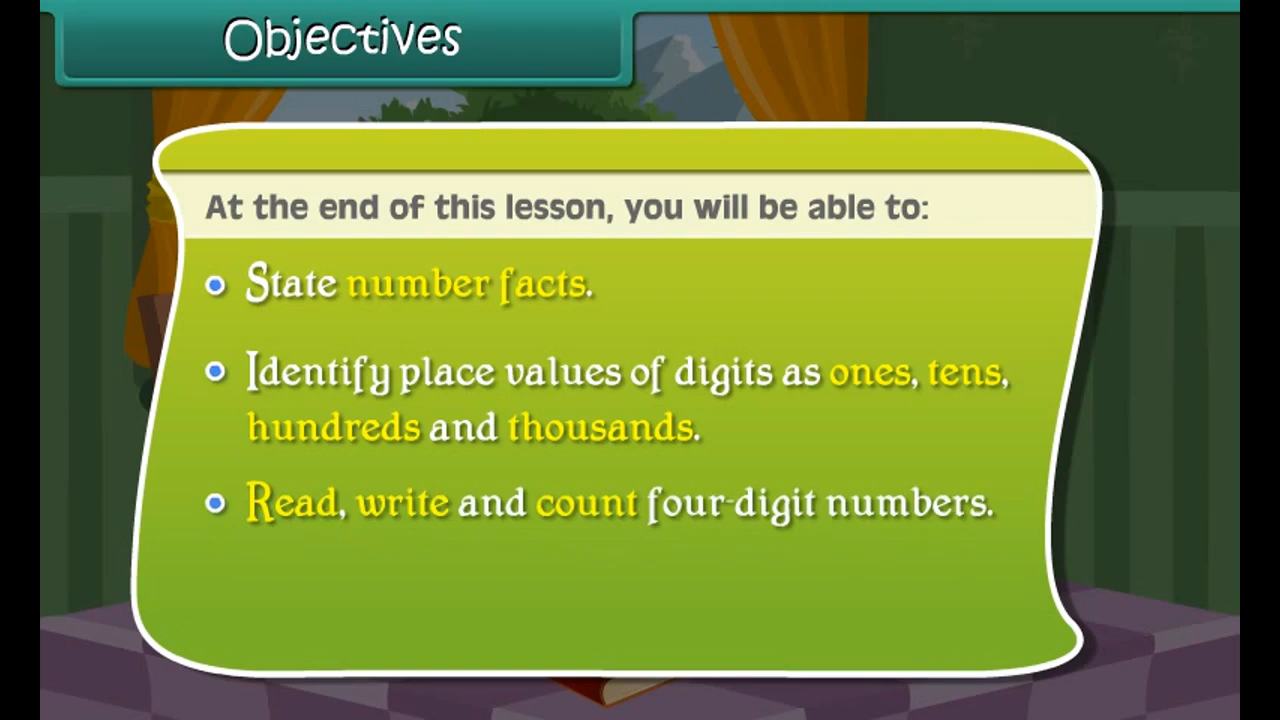 Objectives
At the end of this lesson, you will be able to:
State number facts.
Identify place values of digits as ones, tens,
hundreds and thousands.
Read, write and count four-digit numbers.